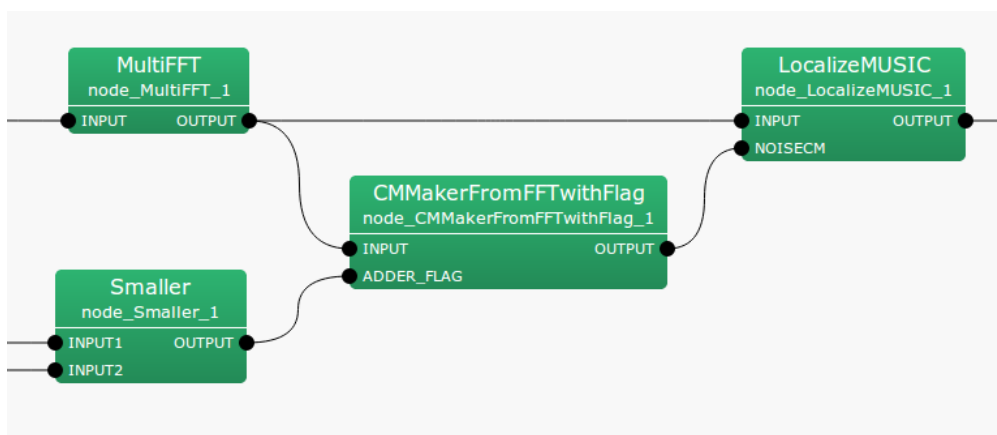 MultiFFT
node_MultiFFT_1
INPUT OUTPUT
LocalizeMUSIC
node_LocalizeMUSIC_1
INPUT OUTPUT
NOISECM
CMMakerFromFFTwithFlag
node_CMMakerFromFFTwithFlag_1
INPUT OUTPUT
ADDER_FLAG
Smaller
node_Smaller_1
INPUT1 OUTPUT
INPUT2